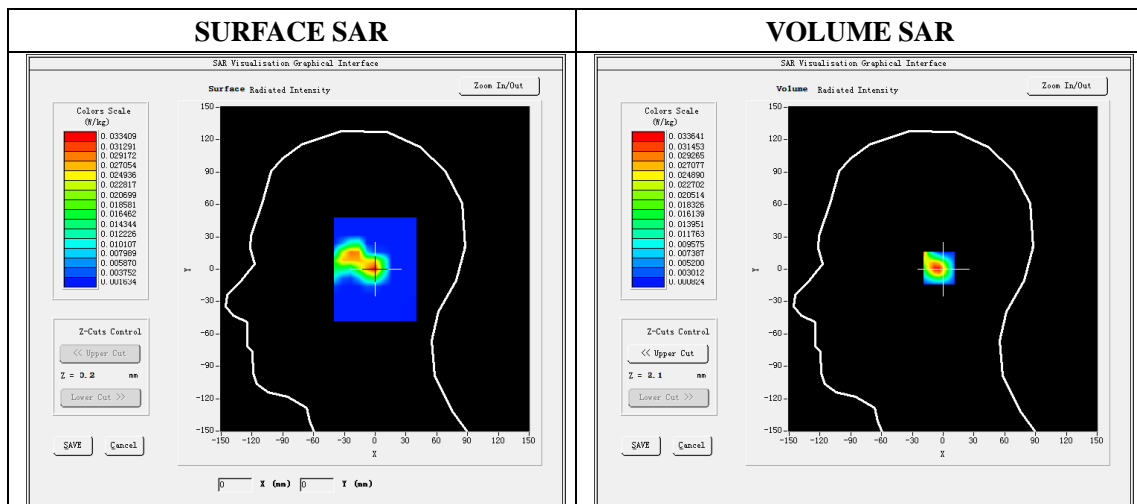 SURFACE SAR
SAR Visualisation Graphical Interface
Surface Radiated Intensity
Zoom In/Out
Colors Scale
(W/kg)
0.033409
0.031291
0.029172
0.027054
0.024936
0.022817
0.020699
0.018581
0.016462
0.014344
0.012226
0.010107
0.007989
0.005870
0.003752
0.001634
150
120
90
60
30
0
-30
-60
-90
-120
-150
Y
-150 -120 -90 -60 -30 0 30 60 90 120 150
X
Z-Cuts Control
<< Upper Cut
Z = 0.2 mm
Lower Cut >>
SAVE Cancel
0 X (mm) 0 Y (mm)
VOLUME SAR
SAR Visualisation Graphical Interface
Volume Radiated Intensity
Zoom In/Out
Colors Scale
(W/kg)
0.033641
0.031453
0.029265
0.027077
0.024890
0.022702
0.020514
0.018326
0.016139
0.013951
0.011763
0.009575
0.007387
0.005200
0.003012
0.000824
150
120
90
60
30
0
-30
-60
-90
-120
-150
Y
-150 -120 -90 -60 -30 0 30 60 90 120 150
X
Z-Cuts Control
<< Upper Cut
Z = 2.1 mm
Lower Cut >>
SAVE Cancel